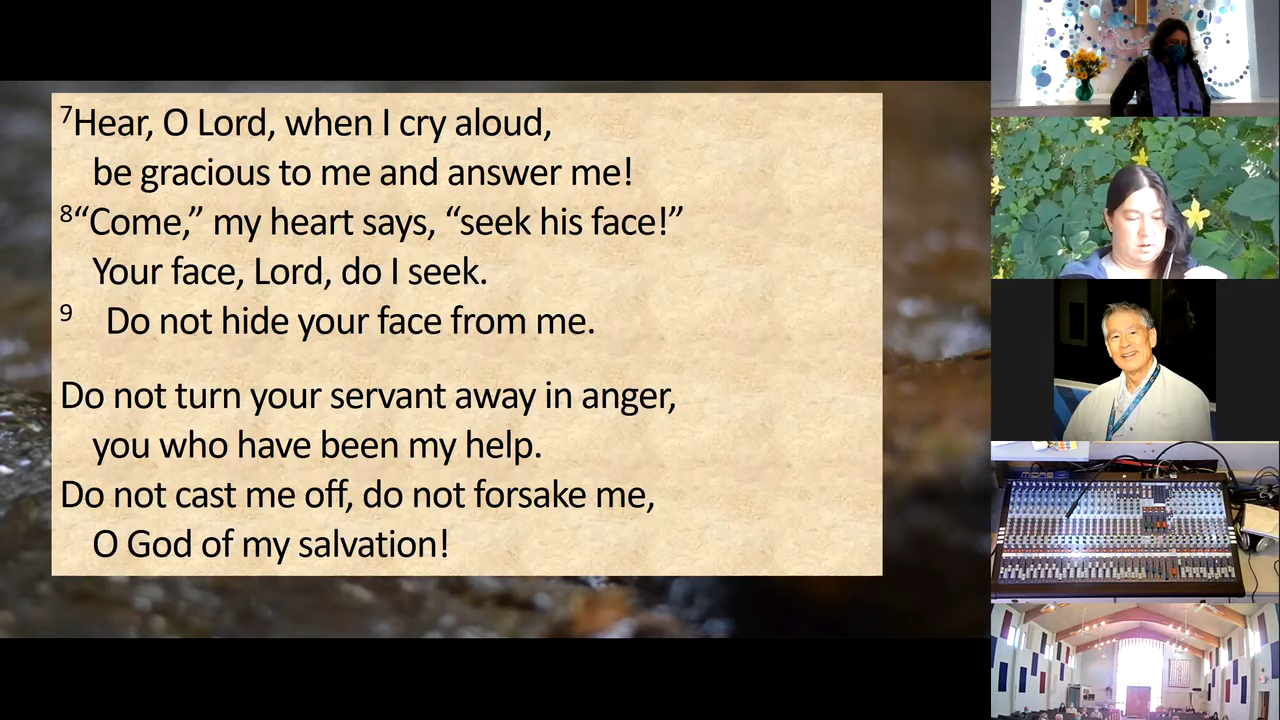 7Hear, O Lord, when I cry aloud,
be gracious to me and answer me!
8“Come,” my heart says, “seek his face!”
Your face, Lord, do I seek.
9 Do not hide your face from me.
Do not turn your servant away in anger,
you who have been my help.
Do not cast me off, do not forsake me,
O God of my salvation!